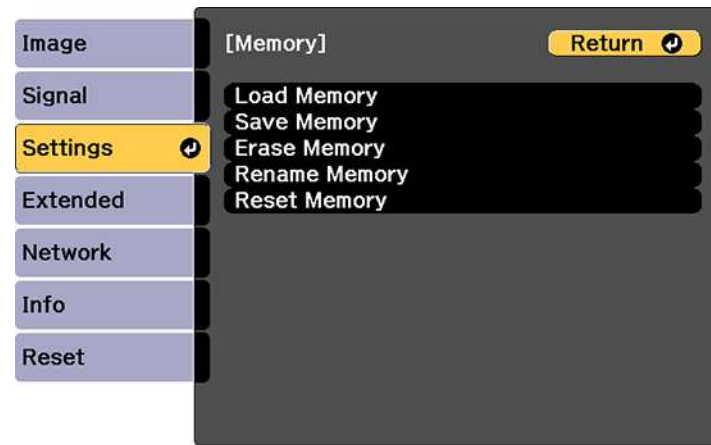 Image
Signal
Settings
Extended
Network
Info
Reset
[Memory]
Return
Load Memory
Save Memory
Erase Memory
Rename Memory
Reset Memory